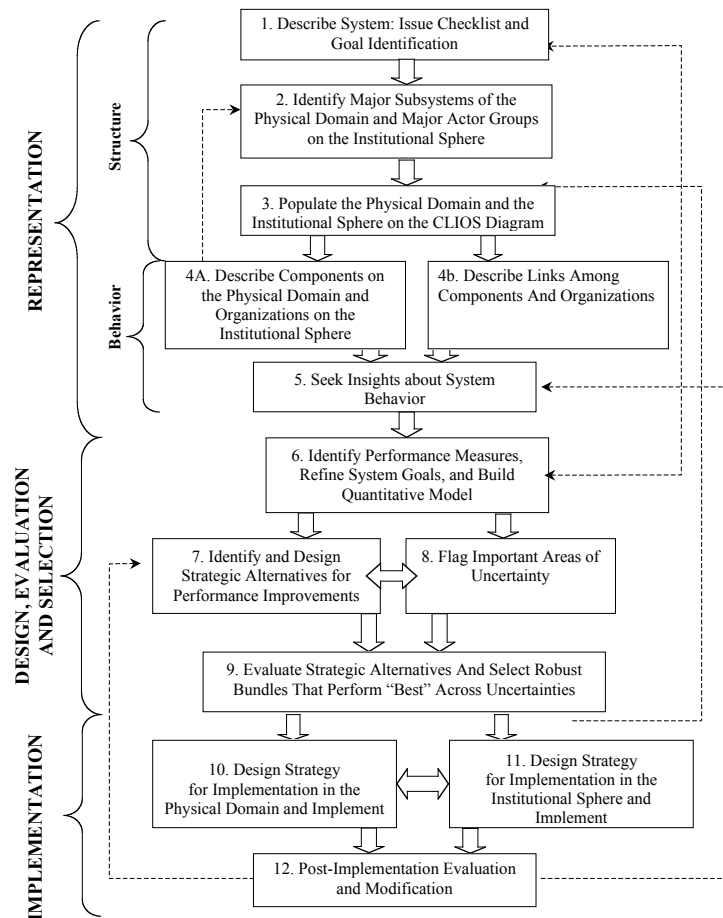 REPRESENTATION
Structure
Behavior
1. Describe System: Issue Checklist and
Goal Identification
2. Identify Major Subsystems of the
Physical Domain and Major Actor Groups
on the Institutional Sphere
3. Populate the Physical Domain and the
Institutional Sphere on the CLIOS Diagram
4A. Describe Components on
the Physical Domain and
Organizations on the
Institutional Sphere
4b. Describe Links Among
Components And Organizations
5. Seek Insights about System
Behavior
DESIGN, EVALUATION
AND SELECTION
6. Identify Performance Measures,
Refine System Goals, and Build
Quantitative Model
7. Identify and Design
Strategic Alternatives for
Performance Improvements
8. Flag Important Areas of
Uncertainty
9. Evaluate Strategic Alternatives And Select Robust
Bundles That Perform “Best” Across Uncertainties
IMPLEMENTATION
10. Design Strategy
for Implementation in the
Physical Domain and Implement
11. Design Strategy
for Implementation in the
Institutional Sphere and
Implement
12. Post-Implementation Evaluation
and Modification